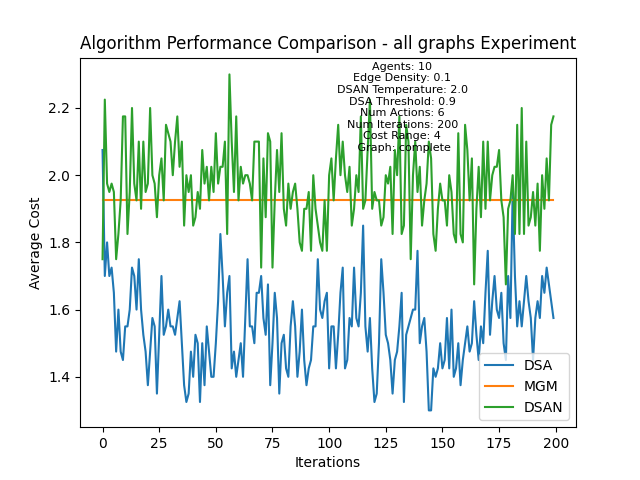 Algorithm Performance Comparison - all graphs Experiment
Agents: 10
Edge Density: 0.1
DSAN Temperature: 2.0
DSA Threshold: 0.9
Num Actions: 6
Num Iterations: 200
Cost Range: 4
Graph: complete
Average Cost
2.2
2.0
1.8
1.6
1.4
DSA
MGM
DSAN
0
25
50
75
100
125
150
175
200
Iterations